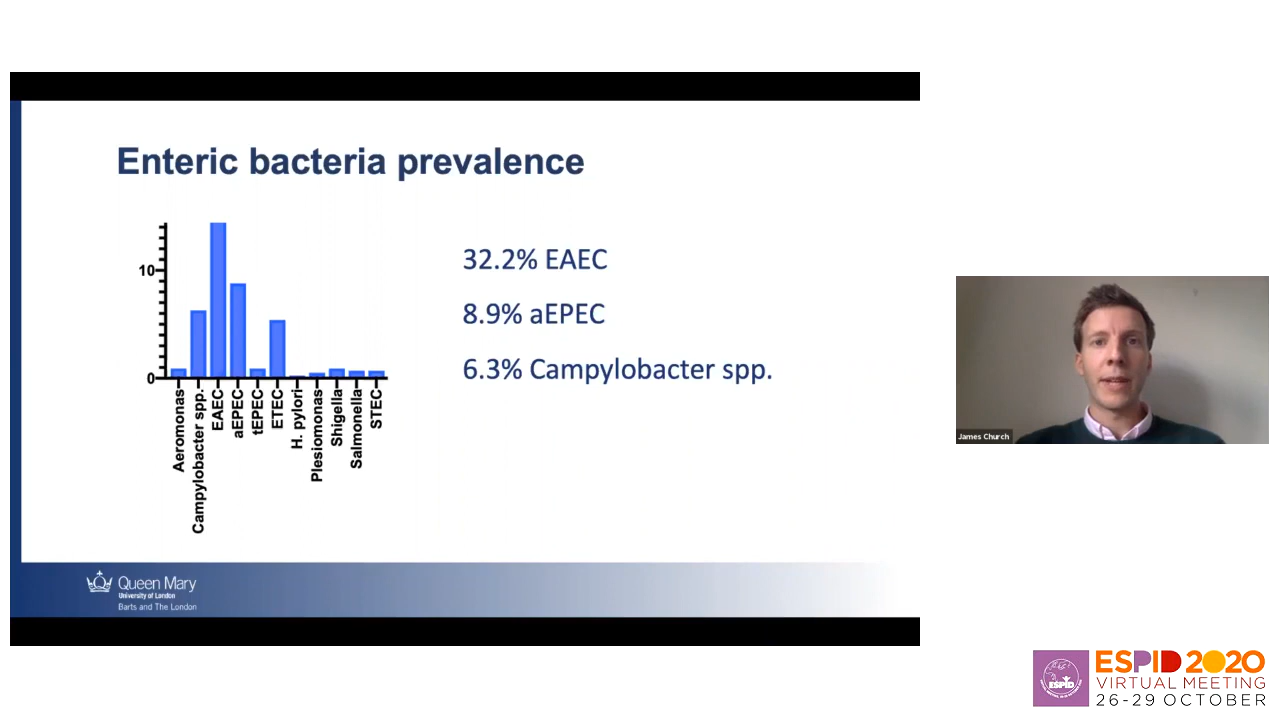 Enteric bacteria prevalence
10
0
Aeromonas
Campylobacter spp.
EAEC
aEPEC
tEPEC
ETEC
H. pylori
Plesiomonas
Shigella
Salmonella
STEC
32.2% EAEC
8.9% aEPEC
6.3% Campylobacter spp.
Queen Mary
University of London
Barts and The London
James Church
ESPID
ESPID 2020
VIRTUAL MEETING
26-29 OCTOBER